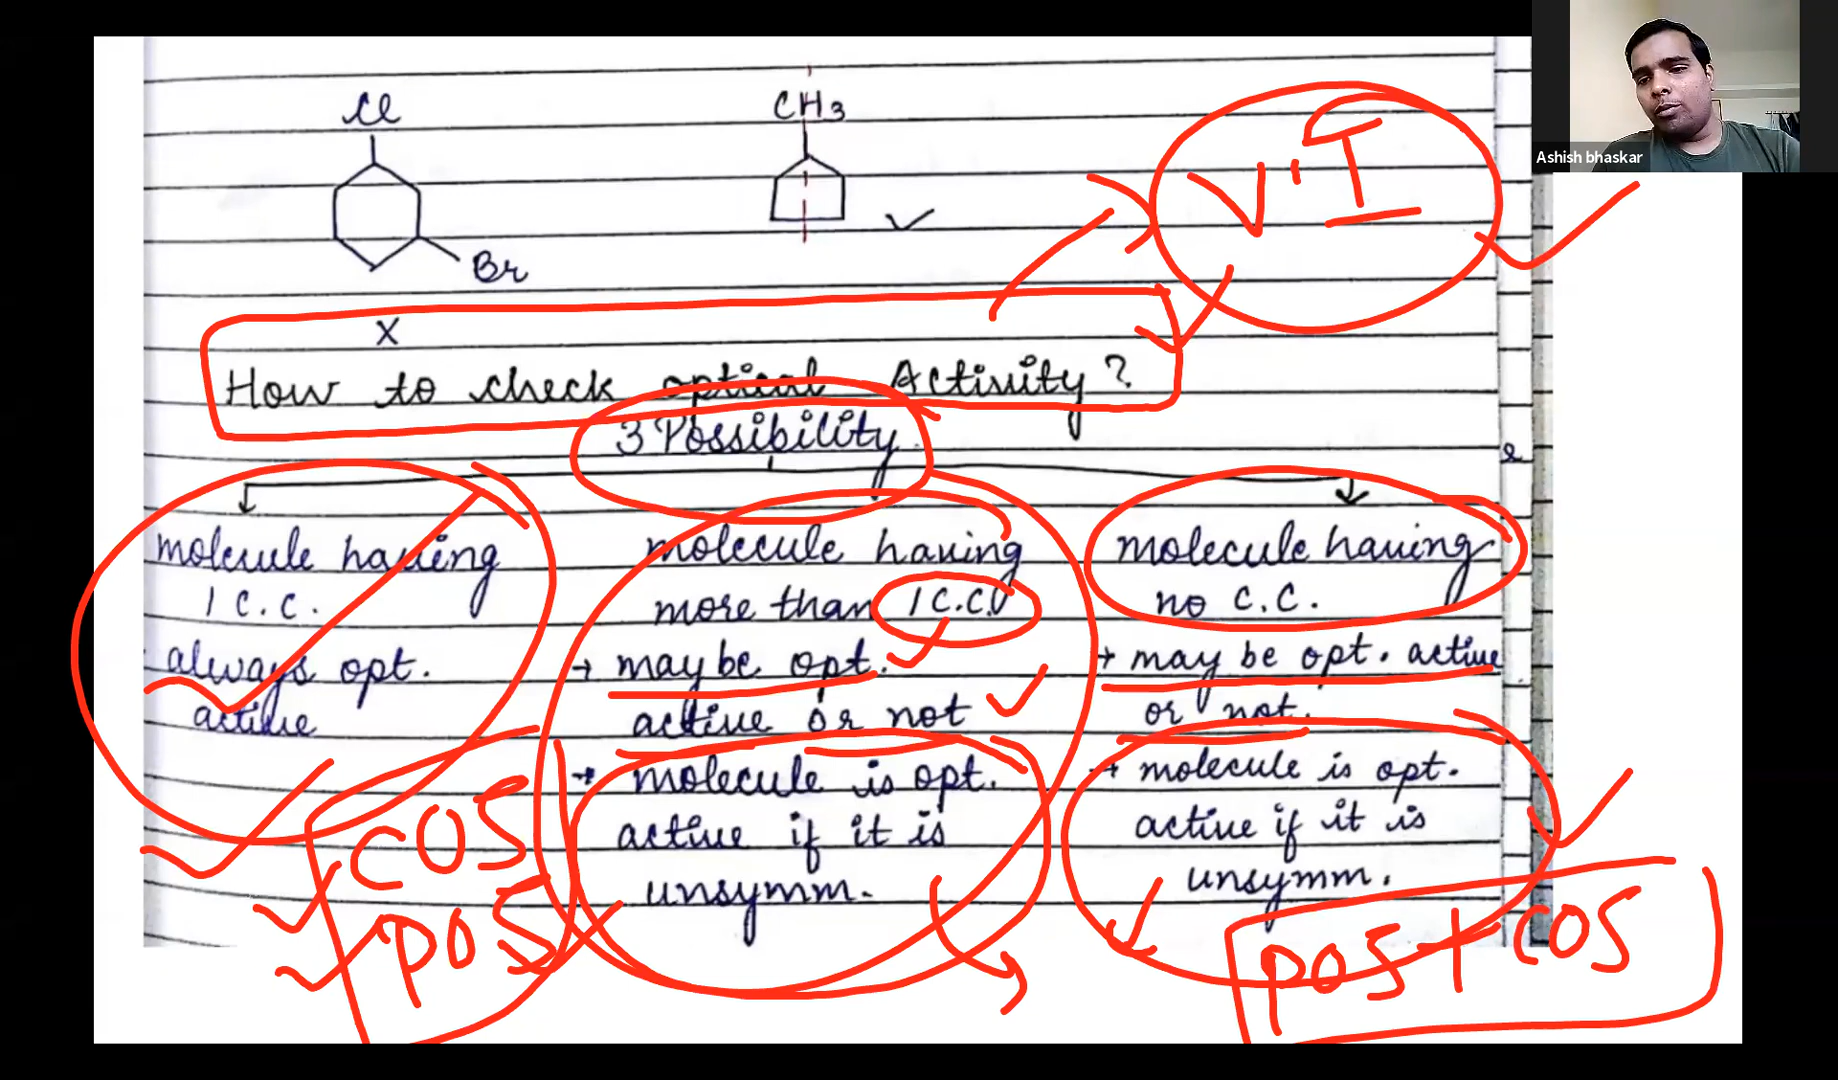 Cl
CH3
Br
V.I
Ashish bhaskar
X
How to check optical Activity?
3 Possibility.
molecule having
1 C.C.
always opt.
active
molecule having
more than 1 C.C.
→ may be opt.
active or not
→ molecule is opt.
active if it is
unsymm.
molecule having
no C.C.
→ may be opt. active
or not.
→ molecule is opt.
active if it is
unsymm.
COS
POS
POS + COS